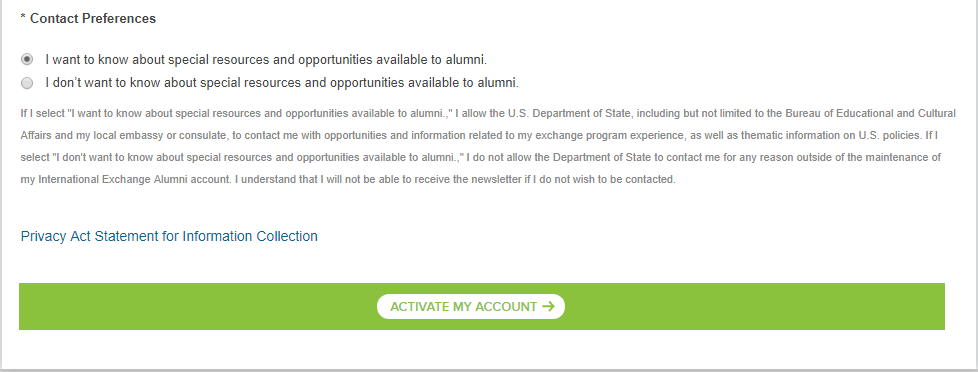 * Contact Preferences
I want to know about special resources and opportunities available to alumni.
I don't want to know about special resources and opportunities available to alumni.
If I select "I want to know about special resources and opportunities available to alumni.," I allow the U.S. Department of State, including but not limited to the Bureau of Educational and Cultural
Affairs and my local embassy or consulate, to contact me with opportunities and information related to my exchange program experience, as well as thematic information on U.S. policies. If I
select "I don't want to know about special resources and opportunities available to alumni.," I do not allow the Department of State to contact me for any reason outside of the maintenance of
my International Exchange Alumni account. I understand that I will not be able to receive the newsletter if I do not wish to be contacted.
Privacy Act Statement for Information Collection
ACTIVATE MY ACCOUNT →